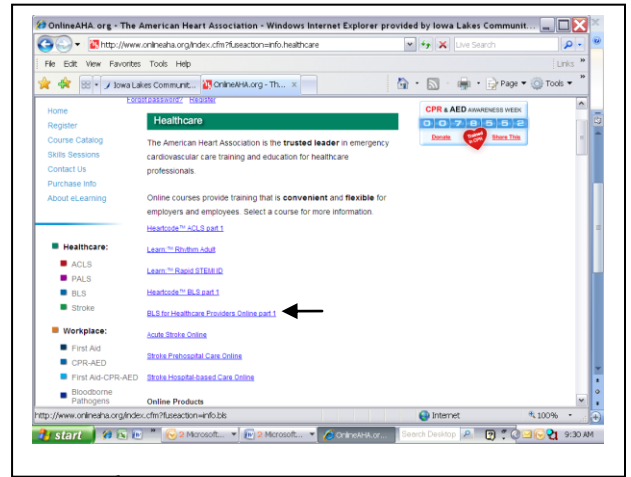 OnlineAHA.org - The American Heart Association - Windows Internet Explorer provided by Iowa Lakes Communit...
http://www.onlineaha.org/index.cfm?fuseaction=info.healthcare
Live Search
File Edit View Favorites Tools Help
Links
Iowa Lakes Communit...
OnlineAHA.org - Th...
Page
Tools
Forgot password? Register
Home
Register
Course Catalog
Skills Sessions
Contact Us
Purchase Info
About eLearning
Healthcare:
ACLS
PALS
BLS
Stroke
Workplace:
First Aid
CPR-AED
First Aid-CPR-AED
Bloodborne
Pathogens
Healthcare
The American Heart Association is the trusted leader in emergency
cardiovascular care training and education for healthcare
professionals.
Online courses provide training that is convenient and flexible for
employers and employees. Select a course for more information.
Heartcode™ ACLS part 1
Learn:™ Rhythm Adult
Learn:™ Rapid STEMI ID
Heartcode™ BLS part 1
BLS for Healthcare Providers Online part 1
Acute Stroke Online
Stroke Prehospital Care Online
Stroke Hospital-based Care Online
Online Products
CPR & AED AWARENESS WEEK
0 0 7 8 5 5 2
Donate
Trained in CPR
Share This
http://www.onlineaha.org/index.cfm?fuseaction=info.bls
Internet
100%
start
2 Microsoft...
2 Microsoft...
OnlineAHA.or...
Search Desktop
9:30 AM